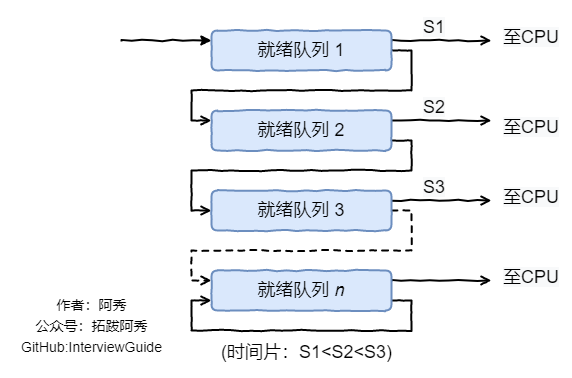 S1
就绪队列 1
至CPU
S2
就绪队列 2
至CPU
S3
就绪队列 3
至CPU
就绪队列 n
至CPU
作者：阿秀
公众号：拓跋阿秀
GitHub:InterviewGuide
(时间片：S1<S2<S3)